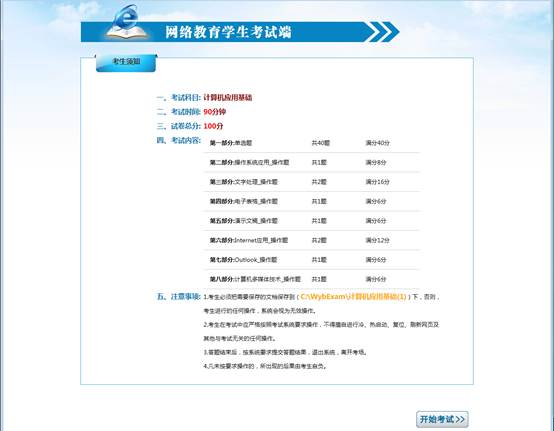 网络教育学生考试端
考生须知
一、考试科目: 计算机应用基础
二、考试时间: 90分钟
三、试卷总分: 100分
四、考试内容: 第一部分:单选题 共40题 满分40分
第二部分:操作系统应用_操作题 共1题 满分8分
第三部分:文字处理_操作题 共2题 满分16分
第四部分:电子表格_操作题 共1题 满分6分
第五部分:演示文稿_操作题 共1题 满分6分
第六部分:Internet应用_操作题 共2题 满分12分
第七部分:Outlook_操作题 共1题 满分6分
第八部分:计算机多媒体技术_操作题 共1题 满分6分
五、注意事项: 1.考生必须把需要保存的文档保存到（C:\WybExam\计算机应用基础(1)）下，否则，
考生进行的任何操作，系统会视为无效操作。
2.考生在考试中应严格按照考试系统要求操作，不得擅自进行冷、热启动、复位、刷新网页及
其他与考试无关的任何操作。
3.答题结束后，按系统要求提交答题结果，退出系统，离开考场。
4.凡未按要求操作的，所出现的后果由考生自负。
开始考试>>